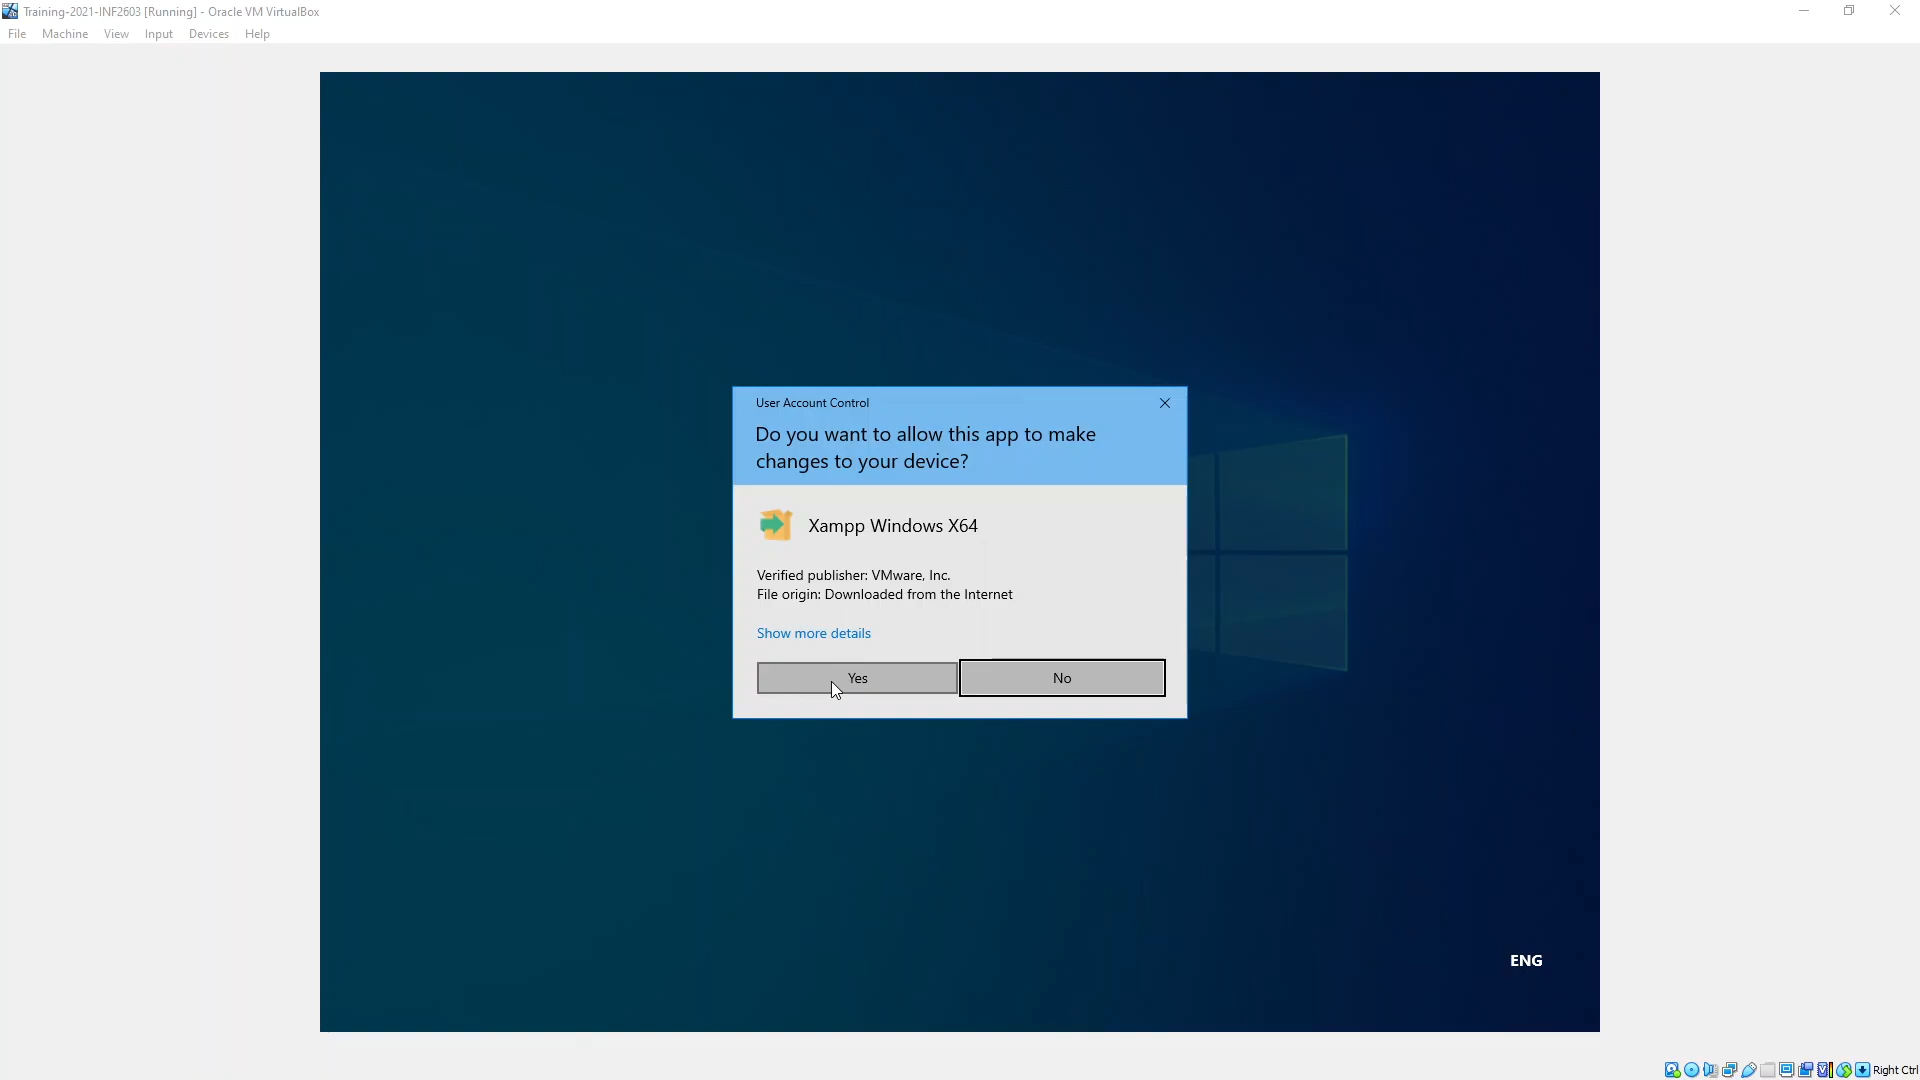 Training-2021-INF2603 [Running] - Oracle VM VirtualBox
File Machine View Input Devices Help
User Account Control
Do you want to allow this app to make
changes to your device?
Xampp Windows X64
Verified publisher: VMware, Inc.
File origin: Downloaded from the Internet
Show more details
Yes No
ENG
Right Ctrl